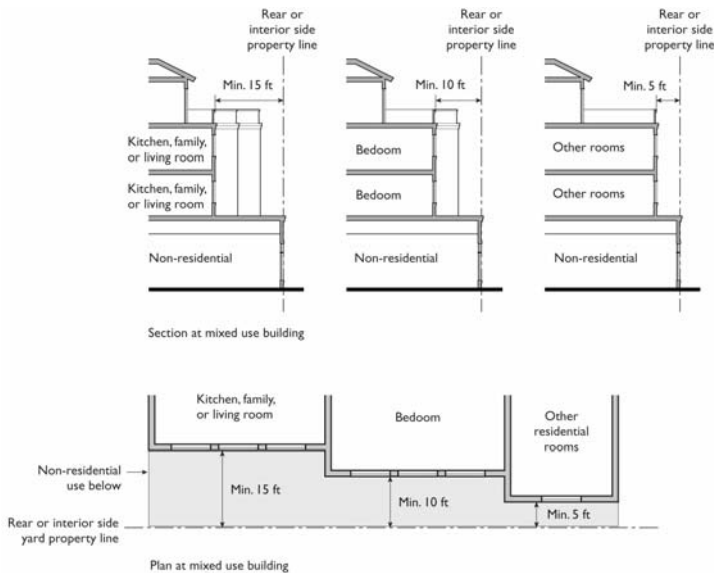 Rear or
interior side
property line
Rear or
interior side
property line
Rear or
interior side
property line
Min. 15 ft
Min. 10 ft
Min. 5 ft
Kitchen, family,
or living room
Bedoom
Other rooms
Kitchen, family,
or living room
Bedoom
Other rooms
Non-residential
Non-residential
Non-residential
Section at mixed use building
Kitchen, family,
or living room
Bedoom
Other
residential
rooms
Non-residential
use below
Min. 15 ft
Min. 10 ft
Min. 5 ft
Rear or interior side
yard property line
Plan at mixed use building